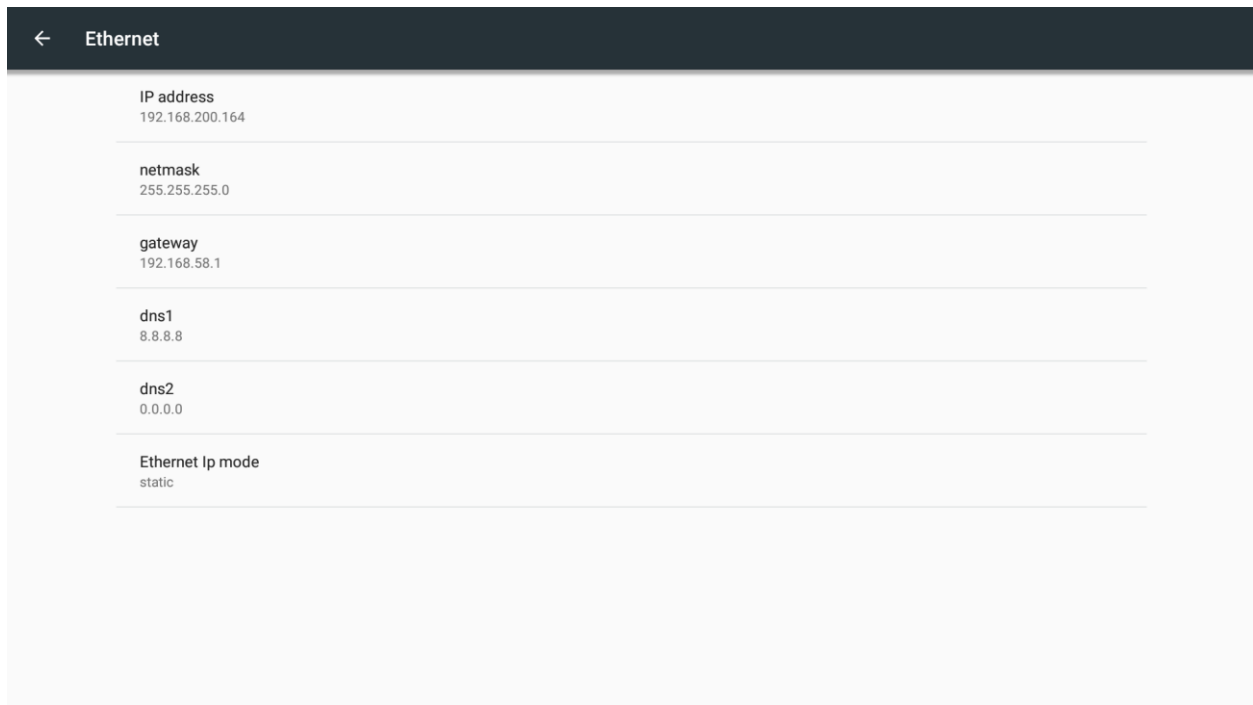 Ethernet
IP address
192.168.200.164
netmask
255.255.255.0
gateway
192.168.58.1
dns1
8.8.8.8
dns2
0.0.0.0
Ethernet Ip mode
static